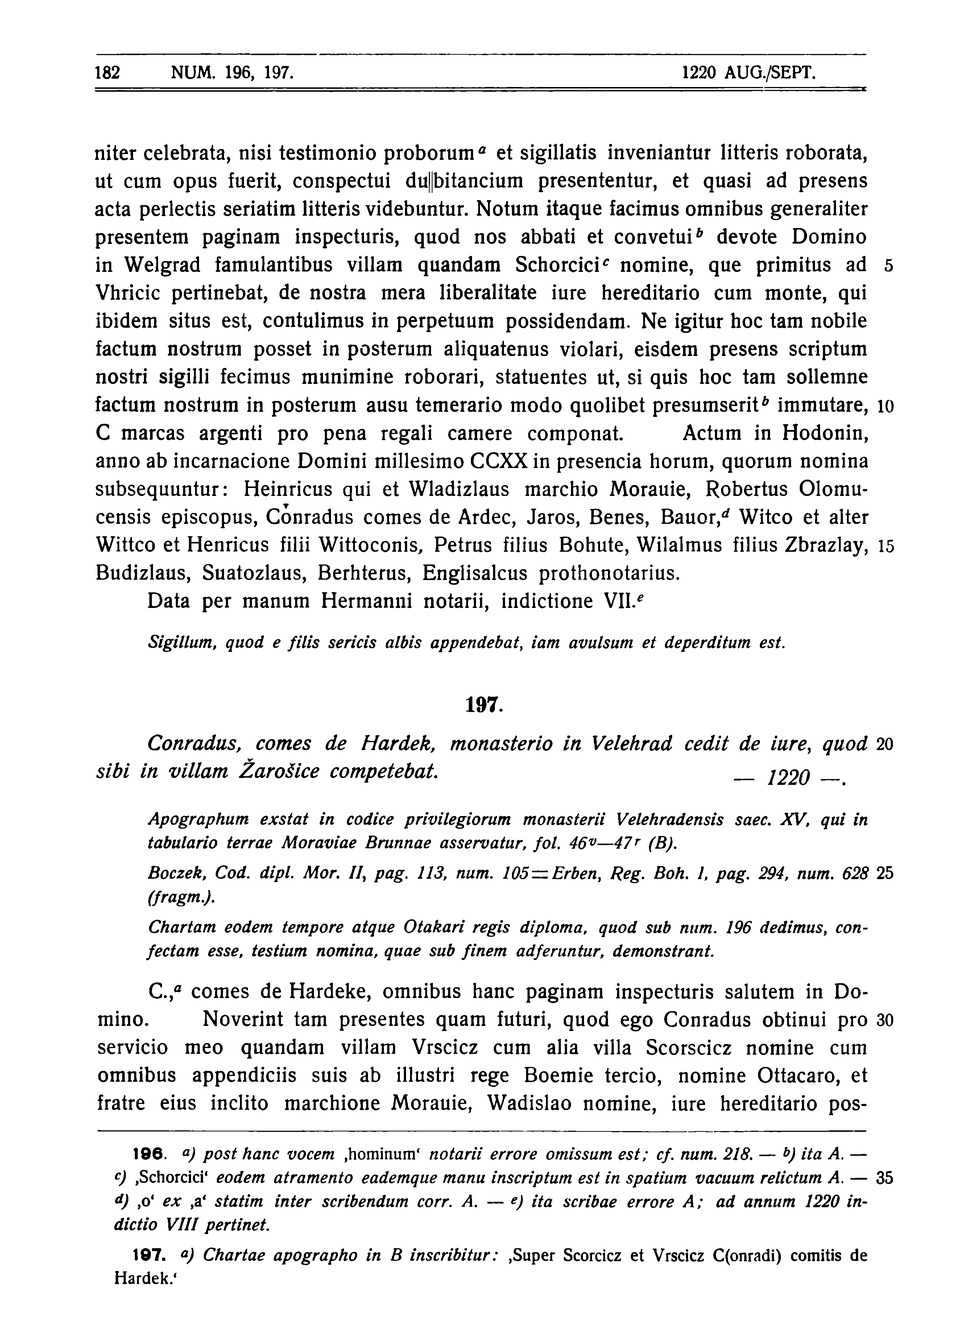 182 NUM. 196, 197. 1220 AUG./SEPT.
niter celebrata, nisi testimonio proborum a et sigillatis inveniantur litteris roborata,
ut cum opus fuerit, conspectui du||bitancium presententur, et quasi ad presens
acta perlectis seriatim litteris videbuntur. Notum itaque facimus omnibus generaliter
presentem paginam inspecturis, quod nos abbati et convetui b devote Domino
in Welgrad famulantibus villam quandam Schorcici c nomine, que primitus ad 5
Vhricic pertinebat, de nostra mera liberalitate iure hereditario cum monte, qui
ibidem situs est, contulimus in perpetuum possidendam. Ne igitur hoc tam nobile
factum nostrum posset in posterum aliquatenus violari, eisdem presens scriptum
nostri sigilli fecimus munimine roborari, statuentes ut, si quis hoc tam sollemne
factum nostrum in posterum ausu temerario modo quolibet presumserit b immutare, 10
C marcas argenti pro pena regali camere componat. Actum in Hodonin,
anno ab incarnacione Domini millesimo CCXX in presencia horum, quorum nomina
subsequuntur: Heinricus qui et Wladizlaus marchio Morauie, Robertus Olomu-
censis episcopus, Conradus comes de Ardec, Jaros, Benes, Bauor,d Witco et alter
Wittco et Henricus filii Wittoconis, Petrus filius Bohute, Wilalmus filius Zbrazlay, 15
Budizlaus, Suatozlaus, Berhterus, Englisalcus prothonotarius.
Data per manum Hermanni notarii, indictione VII.e
Sigillum, quod e filis sericis albis appendebat, iam avulsum et deperditum est.
197.
Conradus, comes de Hardek, monasterio in Velehrad cedit de iure, quod 20
sibi in villam Žarošice competebat. — 1220 —.
Apographum exstat in codice privilegiorum monasterii Velehradensis saec. XV, qui in
tabulario terrae Moraviae Brunnae asservatur, fol. 46v—47r (B).
Boczek, Cod. dipl. Mor. II, pag. 113, num. 105=Erben, Reg. Boh. I, pag. 294, num. 628 25
(fragm.).
Chartam eodem tempore atque Otakari regis diploma, quod sub num. 196 dedimus, con-
fectam esse, testium nomina, quae sub finem adferuntur, demonstrant.
C.,a comes de Hardeke, omnibus hanc paginam inspecturis salutem in Do-
mino. Noverint tam presentes quam futuri, quod ego Conradus obtinui pro 30
servicio meo quandam villam Vrscicz cum alia villa Scorscicz nomine cum
omnibus appendiciis suis ab illustri rege Boemie tercio, nomine Ottacaro, et
fratre eius inclito marchione Morauie, Wadislao nomine, iure hereditario pos-
196. a) post hanc vocem ‚hominum‘ notarii errore omissum est; cf. num. 218. — b) ita A. —
c) ‚Schorcici‘ eodem atramento eademque manu inscriptum est in spatium vacuum relictum A. — 35
d) ‚o‘ ex ‚a‘ statim inter scribendum corr. A. — e) ita scribae errore A; ad annum 1220 in-
dictio VIII pertinet.
197. a) Chartae apographo in B inscribitur: ‚Super Scorcicz et Vrscicz C(onradi) comitis de
Hardek.‘